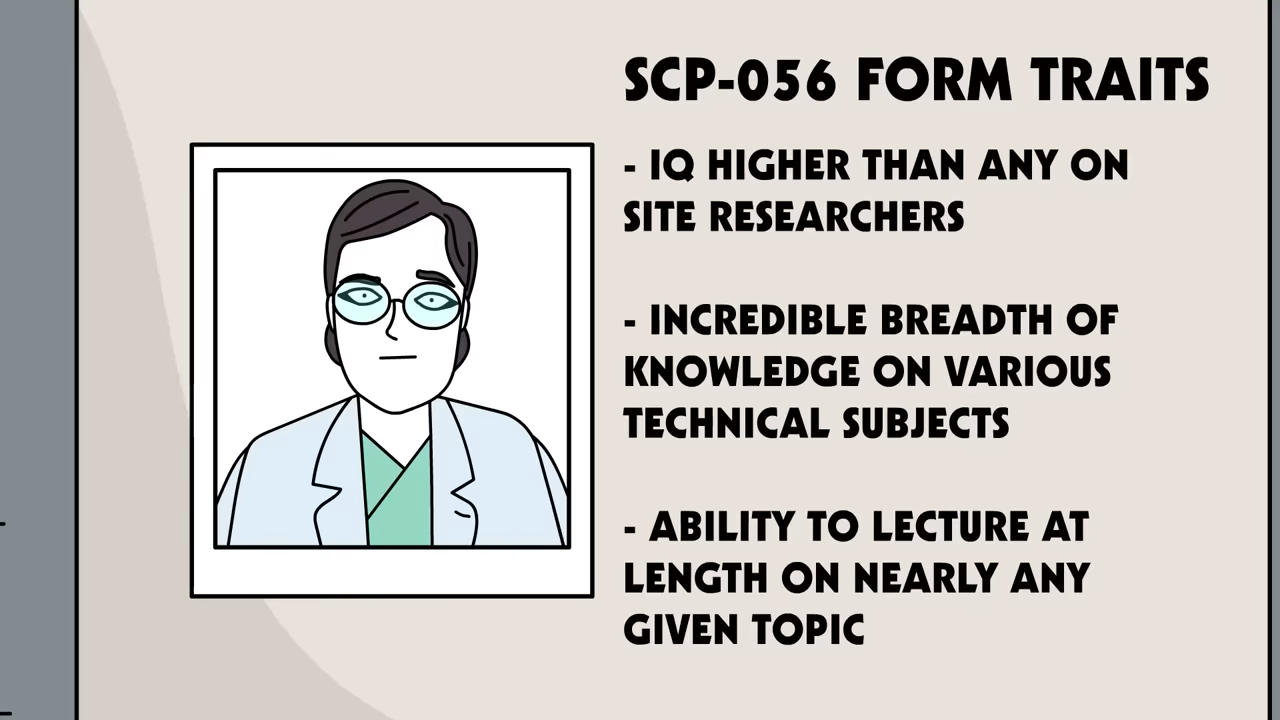 SCP-056 FORM TRAITS
- IQ HIGHER THAN ANY ON
SITE RESEARCHERS
- INCREDIBLE BREADTH OF
KNOWLEDGE ON VARIOUS
TECHNICAL SUBJECTS
- ABILITY TO LECTURE AT
LENGTH ON NEARLY ANY
GIVEN TOPIC